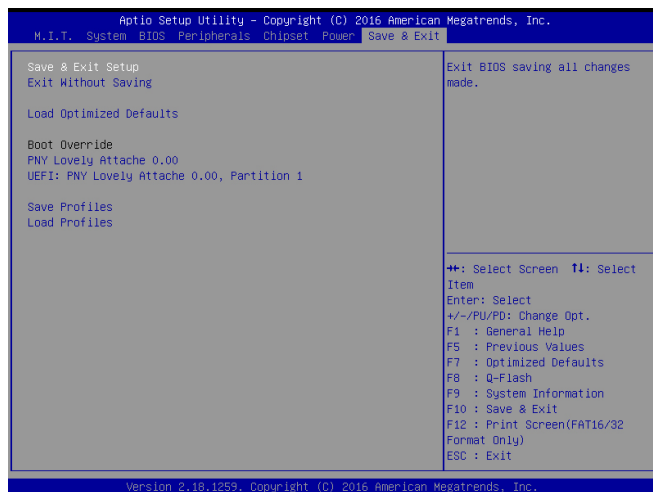 Aptio Setup Utility - Copyright (C) 2016 American Megatrends, Inc.
M.I.T. System BIOS Peripherals Chipset Power Save & Exit
Save & Exit Setup
Exit Without Saving
Load Optimized Defaults
Boot Override
PNY Lovely Attache 0.00
UEFI: PNY Lovely Attache 0.00, Partition 1
Save Profiles
Load Profiles
Exit BIOS saving all changes
made.
→←: Select Screen ↑↓: Select
Item
Enter: Select
+/-/PU/PD: Change Opt.
F1 : General Help
F5 : Previous Values
F7 : Optimized Defaults
F8 : Q-Flash
F9 : System Information
F10 : Save & Exit
F12 : Print Screen(FAT16/32
Format Only)
ESC : Exit
Version 2.18.1259. Copyright (C) 2016 American Megatrends, Inc.